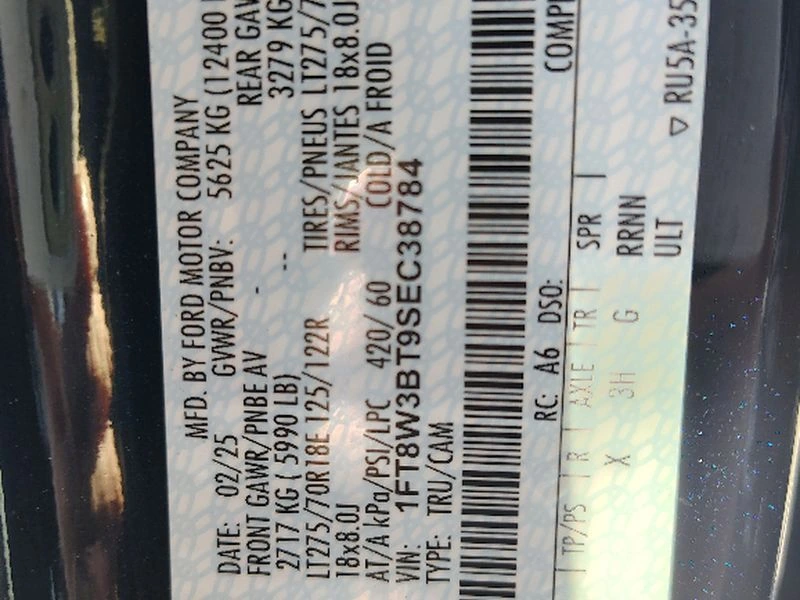 MFD. BY FORD MOTOR COMPANY
DATE: 02/25 GVWR/PNBV: 5625 KG (12400
FRONT GAWR/PNBE AV - REAR GAW
2717 KG ( 5990 LB) -- 3279 KG
LT275/70R18E 125/122R TIRES/PNEUS LT275/7
18x8.0J RIMS/JANTES 18x8.0J
AT/A kPa/PSI/LPC 420/ 60 COLD/A FROID
VIN: 1FT8W3BT9SEC38784
TYPE: TRU/CAM
RC: A6 DSO: COMP
TP/PS | R | AXLE | TR | SPR |
X 3H G RRNN
ULT
▽ RU5A-35